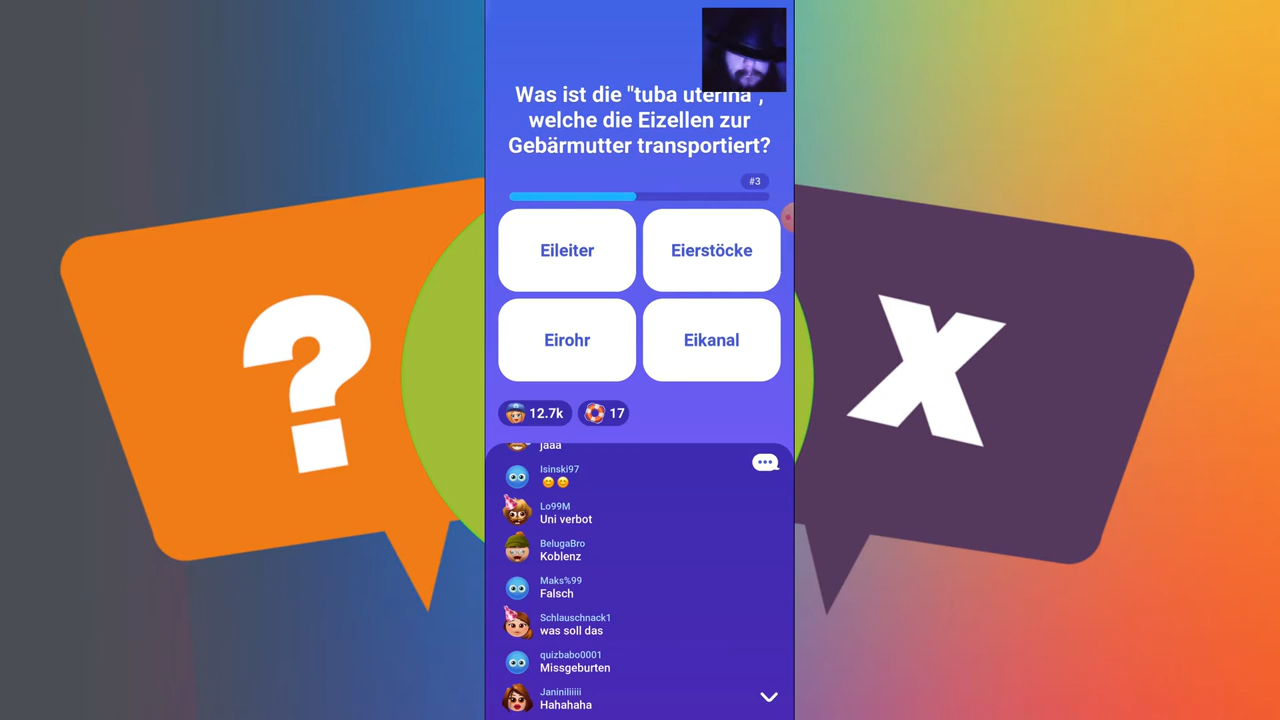 ?
X
Was ist die "tuba uterina",
welche die Eizellen zur
Gebärmutter transportiert?
#3
Eileiter
Eierstöcke
Eirohr
Eikanal
12.7k
17
jaaa
Isinski97
😊😊
Lo99M
Uni verbot
BelugaBro
Koblenz
Maks%99
Falsch
Schlauschnack1
was soll das
quizbabo0001
Missgeburten
Janiniliiiii
Hahahaha